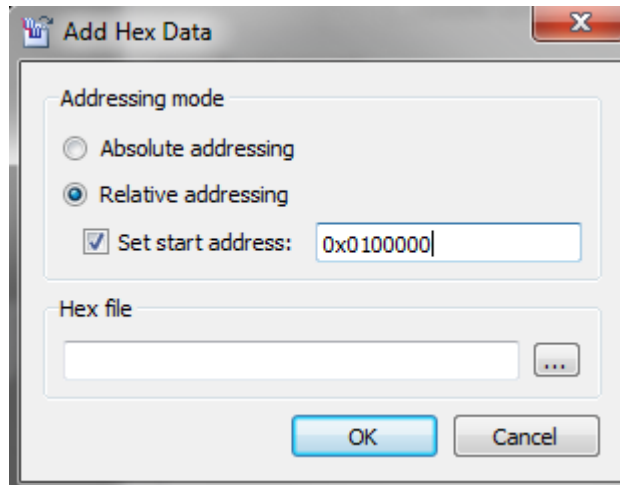 Add Hex Data
Addressing mode
Absolute addressing
Relative addressing
Set start address: 0x0100000
Hex file
...
OK Cancel